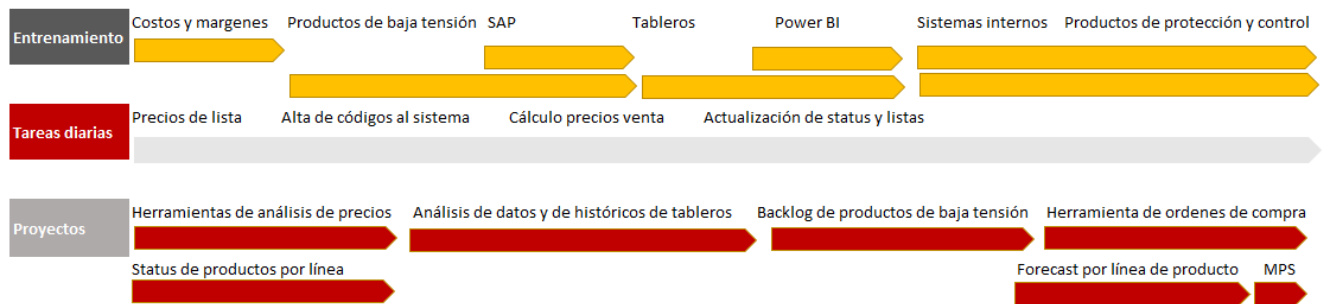 Entrenamiento
Costos y margenes
Productos de baja tensión
SAP
Tableros
Power BI
Sistemas internos
Productos de protección y control
Tareas diarias
Precios de lista
Alta de códigos al sistema
Cálculo precios venta
Actualización de status y listas
Proyectos
Herramientas de análisis de precios
Análisis de datos y de históricos de tableros
Backlog de productos de baja tensión
Herramienta de ordenes de compra
Status de productos por línea
Forecast por línea de producto
MPS